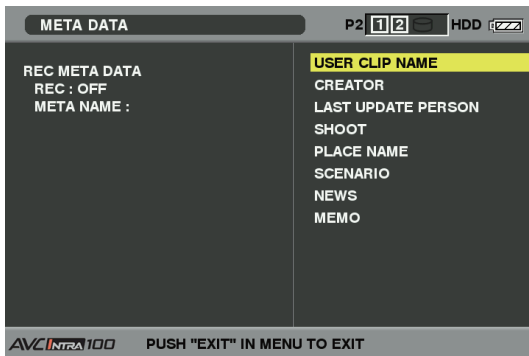 META DATA
P2 1 2 HDD
REC META DATA
REC : OFF
META NAME :
USER CLIP NAME
CREATOR
LAST UPDATE PERSON
SHOOT
PLACE NAME
SCENARIO
NEWS
MEMO
AVC INTRA 100 PUSH "EXIT" IN MENU TO EXIT